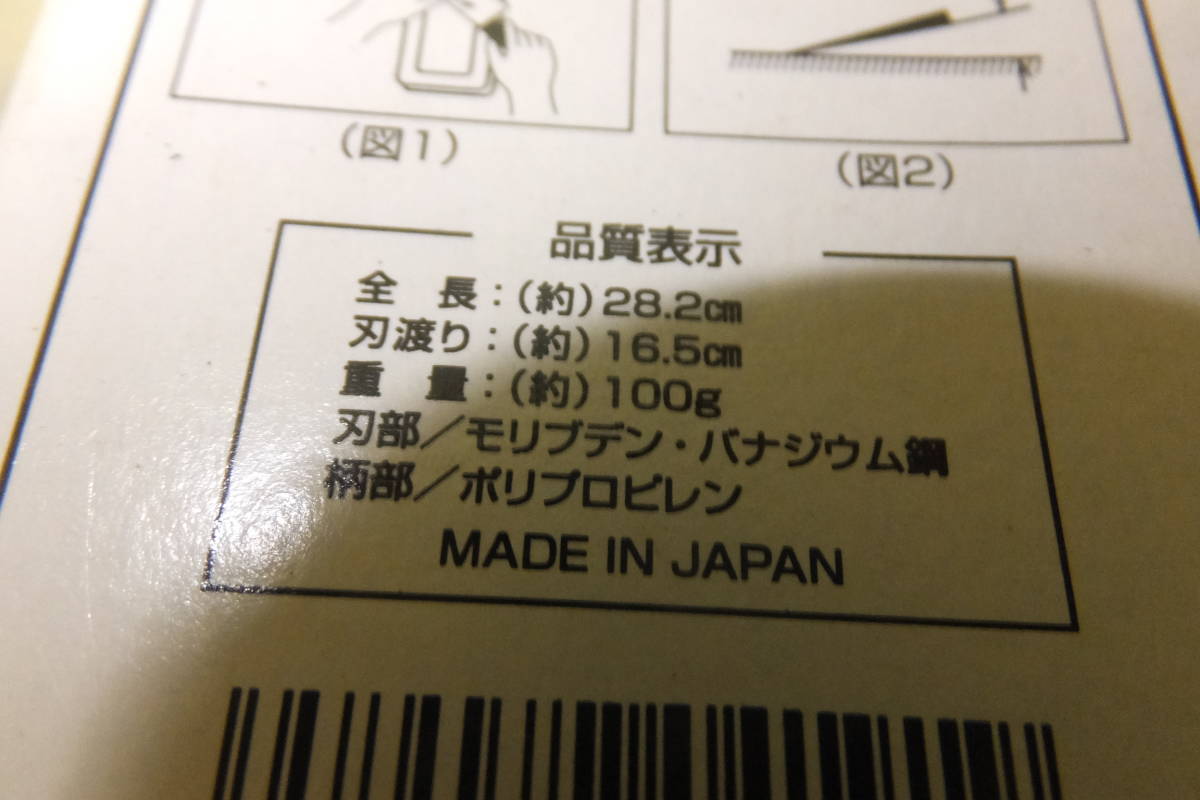 (図1)
(図2)
品質表示
全　長：(約)28.2㎝
刃渡り：(約)16.5㎝
重　量：(約)100g
刃部／モリブデン・バナジウム鋼
柄部／ポリプロピレン
MADE IN JAPAN